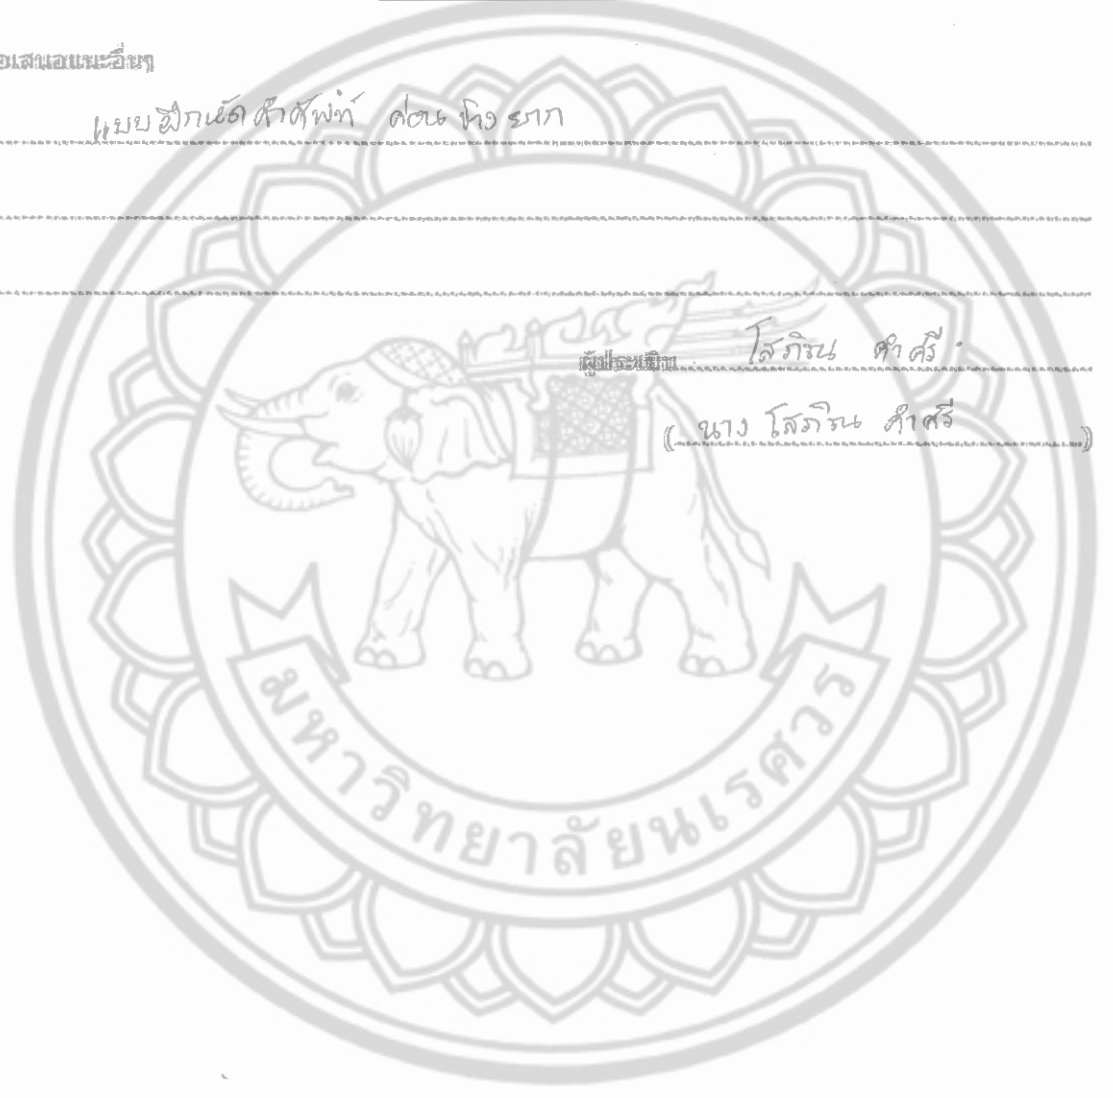 อเสนอแนะอื่นๆ
แบบฝึกหัดคำศัพท์ ค่อนข้างยาก
ผู้ประเมิน โสภิณ คำศรี
( นาง โสภิณ คำศรี )
มหาวิทยาลัยนเรศวร